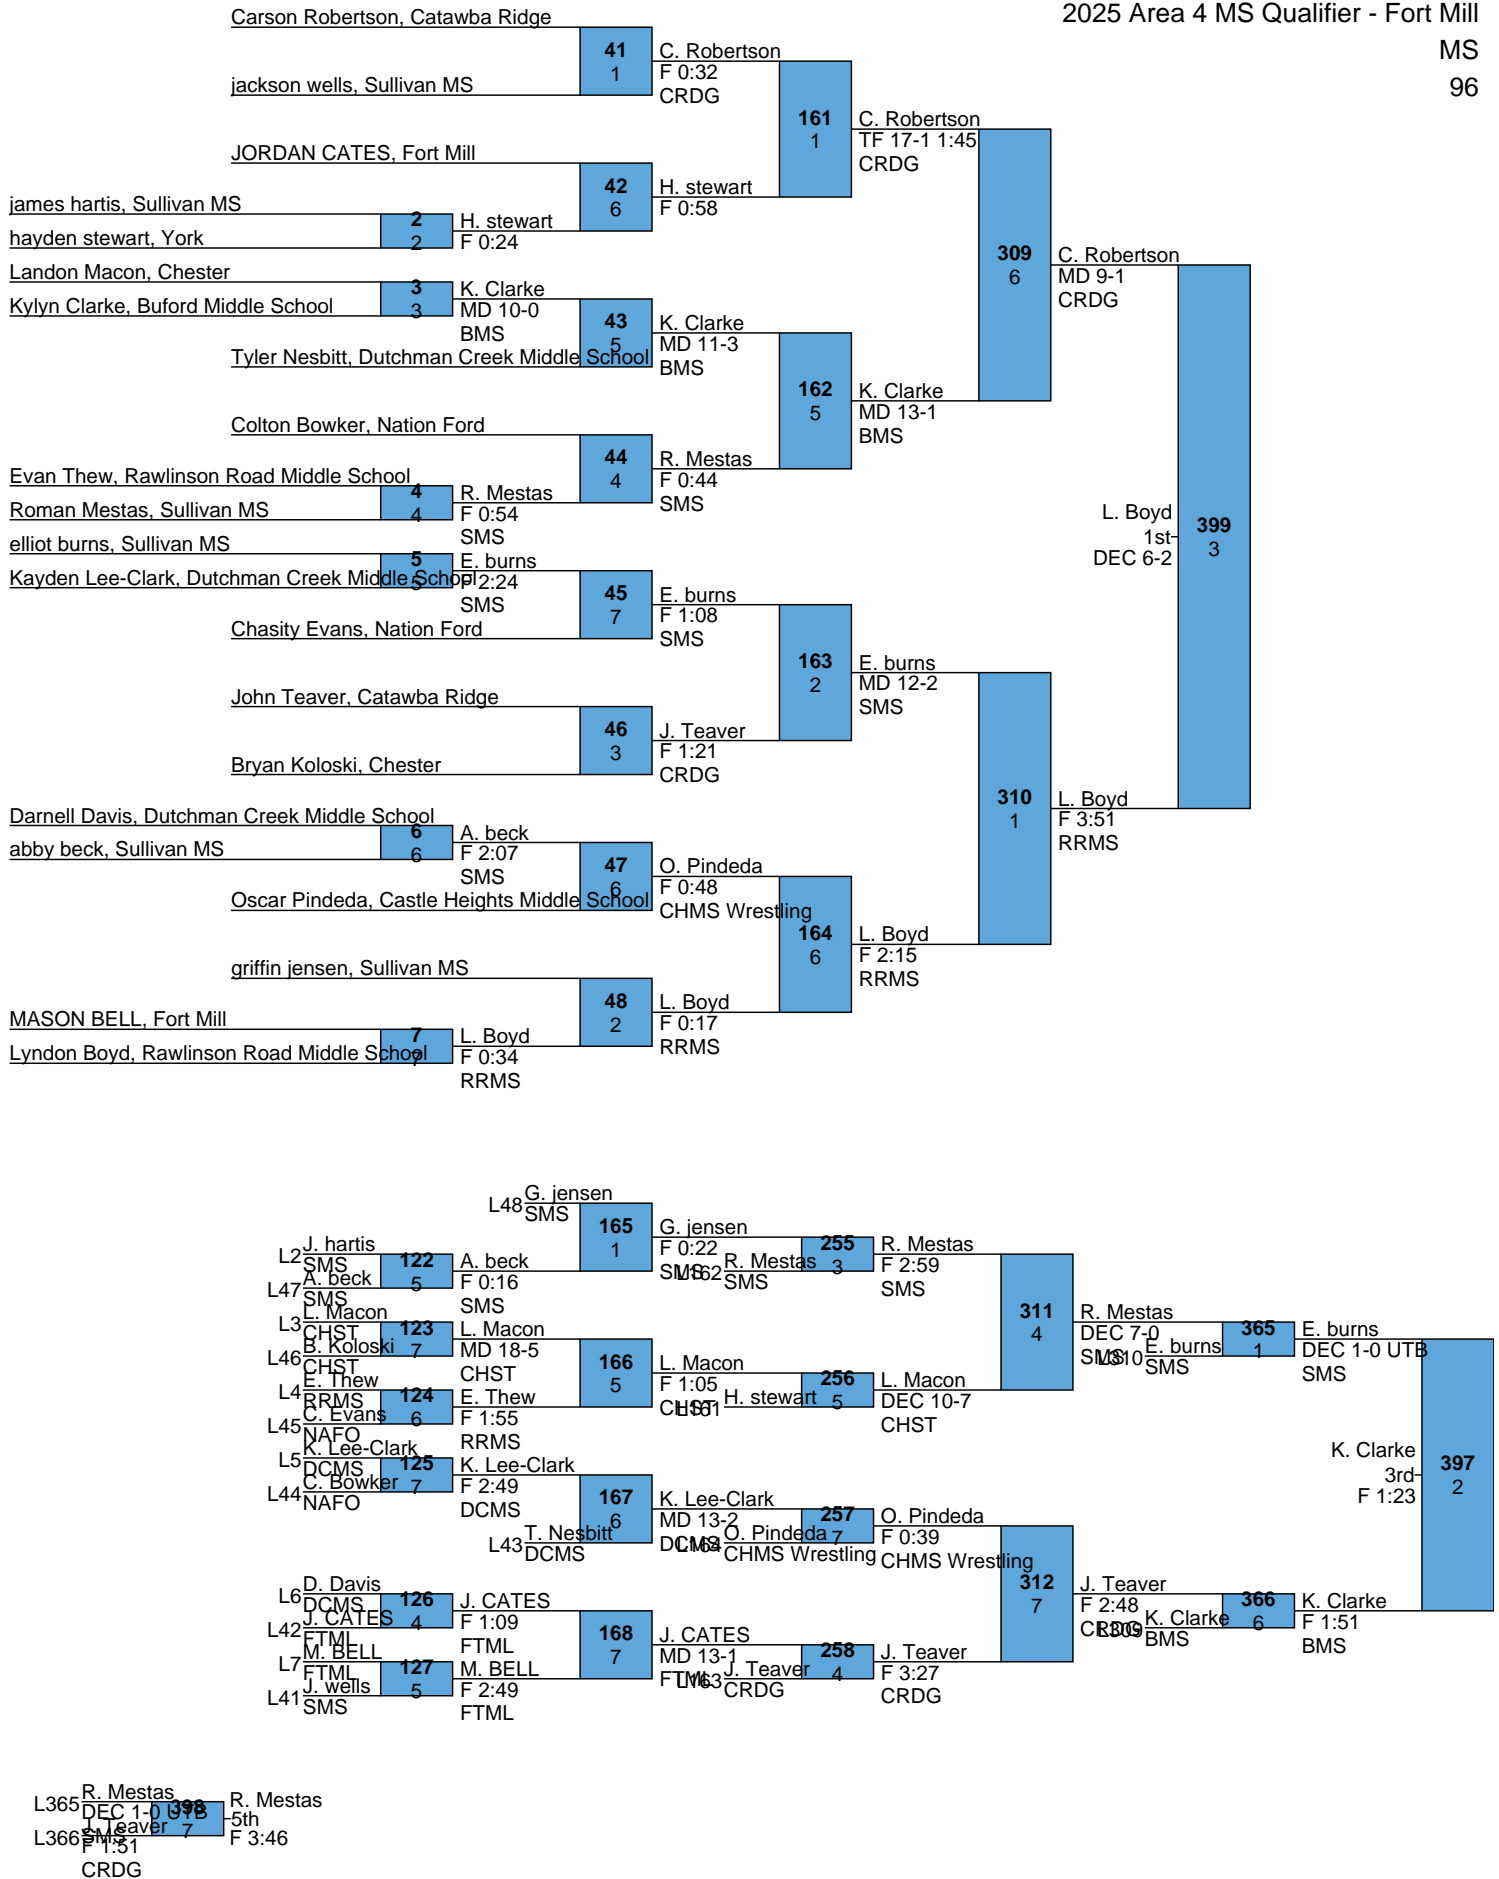 2025 Area 4 MS Qualifier - Fort Mill
MS
96
Carson Robertson, Catawba Ridge
41
1
jackson wells, Sullivan MS
C. Robertson
F 0:32
CRDG
161
1
C. Robertson
TF 17-1 1:45
CRDG
JORDAN CATES, Fort Mill
42
6
H. stewart
F 0:58
james hartis, Sullivan MS
2
2
hayden stewart, York
H. stewart
F 0:24
309
6
C. Robertson
MD 9-1
CRDG
Landon Macon, Chester
3
3
Kylyn Clarke, Buford Middle School
K. Clarke
MD 10-0
BMS
43
5
Tyler Nesbitt, Dutchman Creek Middle School
K. Clarke
MD 11-3
BMS
162
5
K. Clarke
MD 13-1
BMS
Colton Bowker, Nation Ford
44
4
R. Mestas
F 0:44
SMS
Evan Thew, Rawlinson Road Middle School
4
4
Roman Mestas, Sullivan MS
R. Mestas
F 0:54
SMS
L. Boyd
1st
DEC 6-2
399
3
elliot burns, Sullivan MS
5
5
Kayden Lee-Clark, Dutchman Creek Middle School
E. burns
F 2:24
SMS
45
7
Chasity Evans, Nation Ford
E. burns
F 1:08
SMS
163
2
E. burns
MD 12-2
SMS
John Teaver, Catawba Ridge
46
3
Bryan Koloski, Chester
J. Teaver
F 1:21
CRDG
310
1
L. Boyd
F 3:51
RRMS
Darnell Davis, Dutchman Creek Middle School
6
6
abby beck, Sullivan MS
A. beck
F 2:07
SMS
47
6
Oscar Pindeda, Castle Heights Middle School
O. Pindeda
F 0:48
CHMS Wrestling
164
6
L. Boyd
F 2:15
RRMS
griffin jensen, Sullivan MS
48
2
L. Boyd
F 0:17
RRMS
MASON BELL, Fort Mill
7
7
Lyndon Boyd, Rawlinson Road Middle School
L. Boyd
F 0:34
RRMS
L48
G. jensen
SMS
165
1
G. jensen
F 0:22
SMS
L2
J. hartis
SMS
122
5
L47
A. beck
SMS
A. beck
F 0:16
SMS
L162
R. Mestas
SMS
255
3
R. Mestas
F 2:59
SMS
L3
L. Macon
CHST
123
7
L46
B. Koloski
CHST
L. Macon
MD 18-5
CHST
166
5
L. Macon
F 1:05
CHST
L4
E. Thew
RRMS
124
6
L45
C. Evans
NAFO
E. Thew
F 1:55
RRMS
L161
H. stewart
256
5
L. Macon
DEC 10-7
CHST
311
4
R. Mestas
DEC 7-0
SMS
L310
E. burns
SMS
365
1
E. burns
DEC 1-0 UTB
SMS
L5
K. Lee-Clark
DCMS
125
7
L44
C. Bowker
NAFO
K. Lee-Clark
F 2:49
DCMS
167
6
L43
T. Nesbitt
DCMS
K. Lee-Clark
MD 13-2
DCMS
L164
O. Pindeda
CHMS Wrestling
257
7
O. Pindeda
F 0:39
CHMS Wrestling
K. Clarke
3rd
F 1:23
397
2
L6
D. Davis
DCMS
126
4
L42
J. CATES
FTML
J. CATES
F 1:09
FTML
168
7
J. CATES
MD 13-1
FTML
L7
M. BELL
FTML
127
5
L41
J. wells
SMS
M. BELL
F 2:49
FTML
L163
J. Teaver
CRDG
258
4
J. Teaver
F 3:27
CRDG
312
7
J. Teaver
F 2:48
CRDG
L309
K. Clarke
BMS
366
6
K. Clarke
F 1:51
BMS
L365
R. Mestas
DEC 1-0 UTB
SMS
398
7
L366
J. Teaver
F 1:51
CRDG
R. Mestas
5th
F 3:46